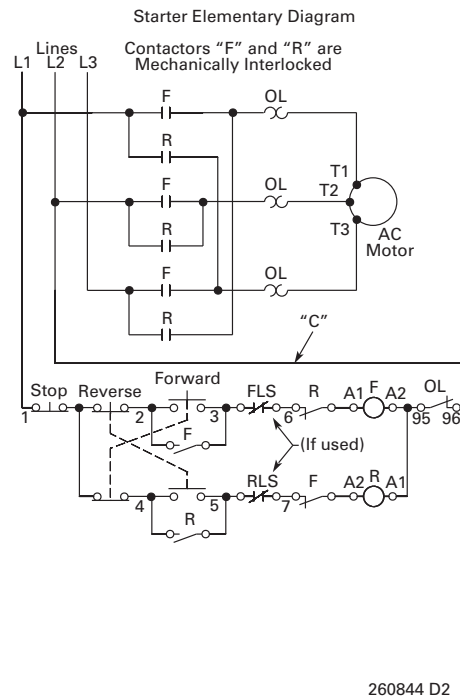 Starter Elementary Diagram
Lines
Contactors “F” and “R” are
L1 L2 L3
Mechanically Interlocked
F OL
R
T1
F OL T2
R
T3
AC
Motor
F OL
R
“C”
Stop Reverse Forward FLS R A1 F A2 OL
1 2 3 6 95 96
F
(If used)
RLS F A2 R A1
4 5 7
R
260844 D2